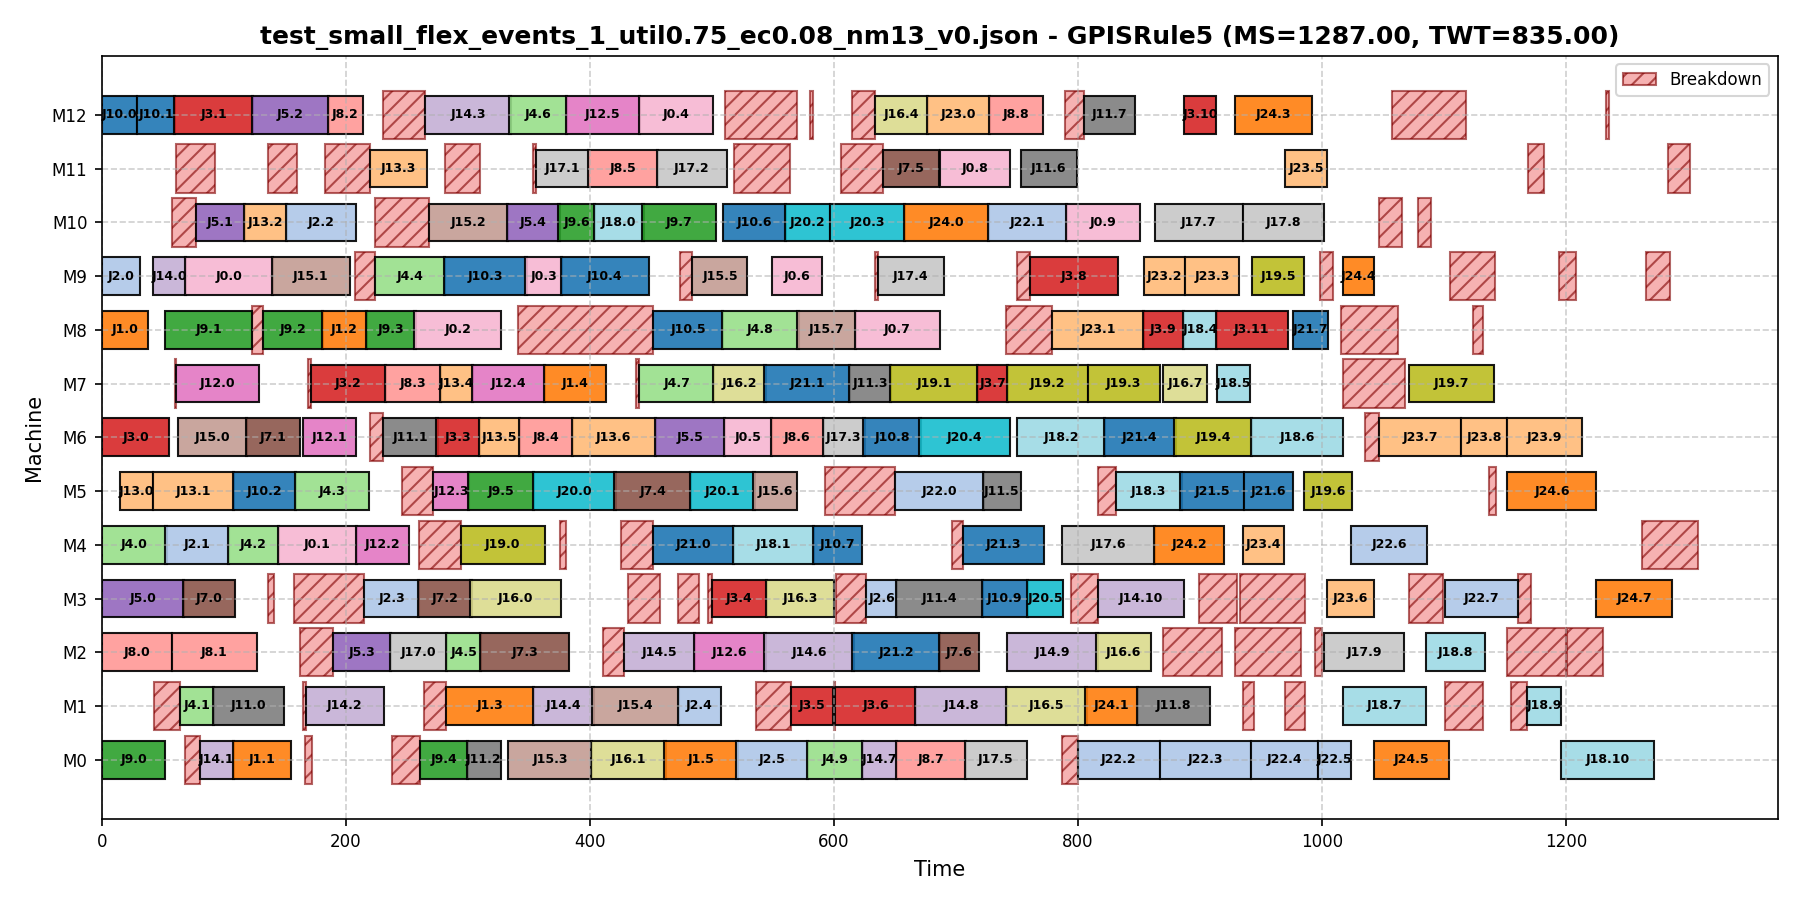 test_small_flex_events_1_util0.75_ec0.08_nm13_v0.json - GPISRule5 (MS=1287.00, TWT=835.00)
Breakdown
M12 J10.0 J10.1 J3.1 J5.2 J8.2 J14.3 J4.6 J12.5 J0.4 J16.4 J23.0 J8.8 J11.7 J3.10 J24.3
M11 J13.3 J17.1 J8.5 J17.2 J7.5 J0.8 J11.6 J23.5
M10 J5.1 J13.2 J2.2 J15.2 J5.4 J9.6 J18.0 J9.7 J10.6 J20.2 J20.3 J24.0 J22.1 J0.9 J17.7 J17.8
M9 J2.0 J14.0 J0.0 J15.1 J4.4 J10.3 J0.3 J10.4 J15.5 J0.6 J17.4 J3.8 J23.2 J23.3 J19.5 J24.4
M8 J1.0 J9.1 J9.2 J1.2 J9.3 J0.2 J10.5 J4.8 J15.7 J0.7 J23.1 J3.9 J18.4 J3.11 J21.7
M7 J12.0 J3.2 J8.3 J13.4 J12.4 J1.4 J4.7 J16.2 J21.1 J11.3 J19.1 J3.7 J19.2 J19.3 J16.7 J18.5 J19.7
M6 J3.0 J15.0 J7.1 J12.1 J11.1 J3.3 J13.5 J8.4 J13.6 J5.5 J0.5 J8.6 J17.3 J10.8 J20.4 J18.2 J21.4 J19.4 J18.6 J23.7 J23.8 J23.9
M5 J13.0 J13.1 J10.2 J4.3 J12.3 J9.5 J20.0 J7.4 J20.1 J15.6 J22.0 J11.5 J18.3 J21.5 J21.6 J19.6 J24.6
M4 J4.0 J2.1 J4.2 J0.1 J12.2 J19.0 J21.0 J18.1 J10.7 J21.3 J17.6 J24.2 J23.4 J22.6
M3 J5.0 J7.0 J2.3 J7.2 J16.0 J3.4 J16.3 J2.6 J11.4 J10.9 J20.5 J14.10 J23.6 J22.7 J24.7
M2 J8.0 J8.1 J5.3 J17.0 J4.5 J7.3 J14.5 J12.6 J14.6 J21.2 J7.6 J14.9 J16.6 J17.9 J18.8
M1 J4.1 J11.0 J14.2 J1.3 J14.4 J15.4 J2.4 J3.5 J3.6 J14.8 J16.5 J24.1 J11.8 J18.7 J18.9
M0 J9.0 J14.1 J1.1 J9.4 J11.2 J15.3 J16.1 J1.5 J2.5 J4.9 J14.7 J8.7 J17.5 J22.2 J22.3 J22.4 J22.5 J24.5 J18.10
0 200 400 600 800 1000 1200
Time
Machine